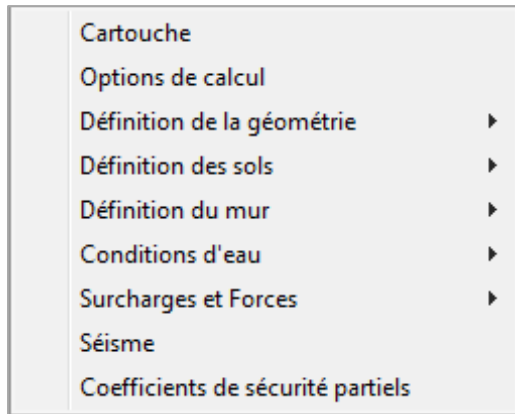 Cartouche
Options de calcul
Définition de la géométrie
Définition des sols
Définition du mur
Conditions d'eau
Surcharges et Forces
Séisme
Coefficients de sécurité partiels